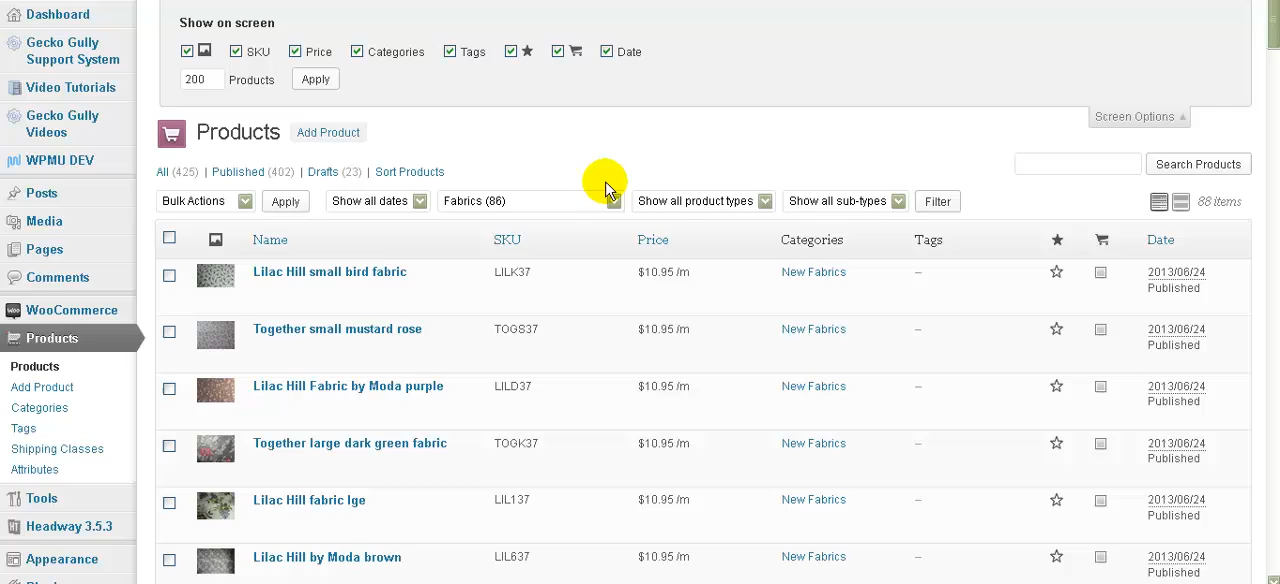 Dashboard
Gecko Gully
Support System
Video Tutorials
Gecko Gully
Videos
WPMU DEV
Posts
Media
Pages
Comments
WooCommerce
Products
Products
Add Product
Categories
Tags
Shipping Classes
Attributes
Tools
Headway 3.5.3
Appearance
Show on screen
SKU Price Categories Tags Date
200 Products Apply
Screen Options
Products Add Product
All (425) | Published (402) | Drafts (23) | Sort Products
Search Products
Bulk Actions Apply Show all dates Fabrics (86) Show all product types Show all sub-types Filter 88 items
Name SKU Price Categories Tags Date
Lilac Hill small bird fabric LILK37 $10.95 /m New Fabrics – 2013/06/24
Published
Together small mustard rose TOGS37 $10.95 /m New Fabrics – 2013/06/24
Published
Lilac Hill Fabric by Moda purple LILD37 $10.95 /m New Fabrics – 2013/06/24
Published
Together large dark green fabric TOGK37 $10.95 /m New Fabrics – 2013/06/24
Published
Lilac Hill fabric lge LIL137 $10.95 /m New Fabrics – 2013/06/24
Published
Lilac Hill by Moda brown LIL637 $10.95 /m New Fabrics – 2013/06/24
Published